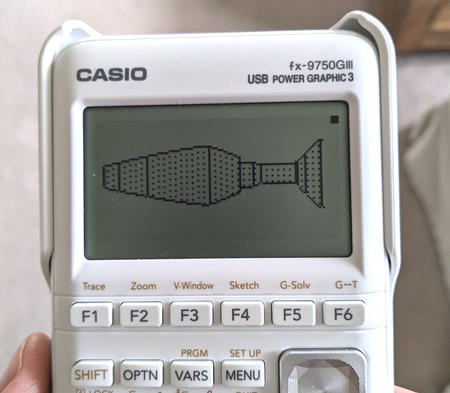 CASIO
fx-9750GIII
USB POWER GRAPHIC 3
Trace Zoom V-Window Sketch G-Solv G↔T
F1 F2 F3 F4 F5 F6
PRGM SET UP
SHIFT OPTN VARS MENU